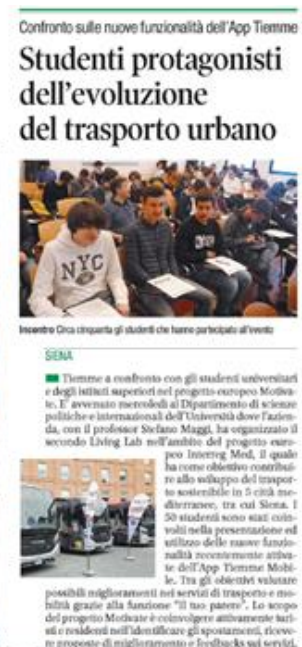 Confronto sulle nuove funzionalità dell'App Tiemme
Studenti protagonisti
dell'evoluzione
del trasporto urbano
NYC
Incontro Circa cinquanta gli studenti che hanno partecipato all'evento
SIENA
Tiemme a confronto con gli studenti universitari
e degli istituti superiori nel progetto europeo Motiva-
te. E' avvenuto mercoledì al Dipartimento di scienze
politiche e internazionali dell'Università dove l'azien-
da, con il professor Stefano Maggi, ha organizzato il
secondo Living Lab nell'ambito del progetto euro-
peo Interreg Med, il quale
ha come obiettivo contribui-
re allo sviluppo del traspor-
to sostenibile in 5 città me-
diterranee, tra cui Siena. I
50 studenti sono stati coin-
volti nella presentazione ed
utilizzo delle nuove funzio-
nalità recentemente attiva-
te dell'App Tiemme Mobi-
le. Tra gli obiettivi valutare
possibili miglioramenti nei servizi di trasporto e mo-
bilità grazie alla funzione "il tuo parere". Lo scopo
del progetto Motivate è coinvolgere attivamente turi-
sti e residenti nell'identificare gli spostamenti, riceve-
re proposte di miglioramento e feedbacks sui servizi.